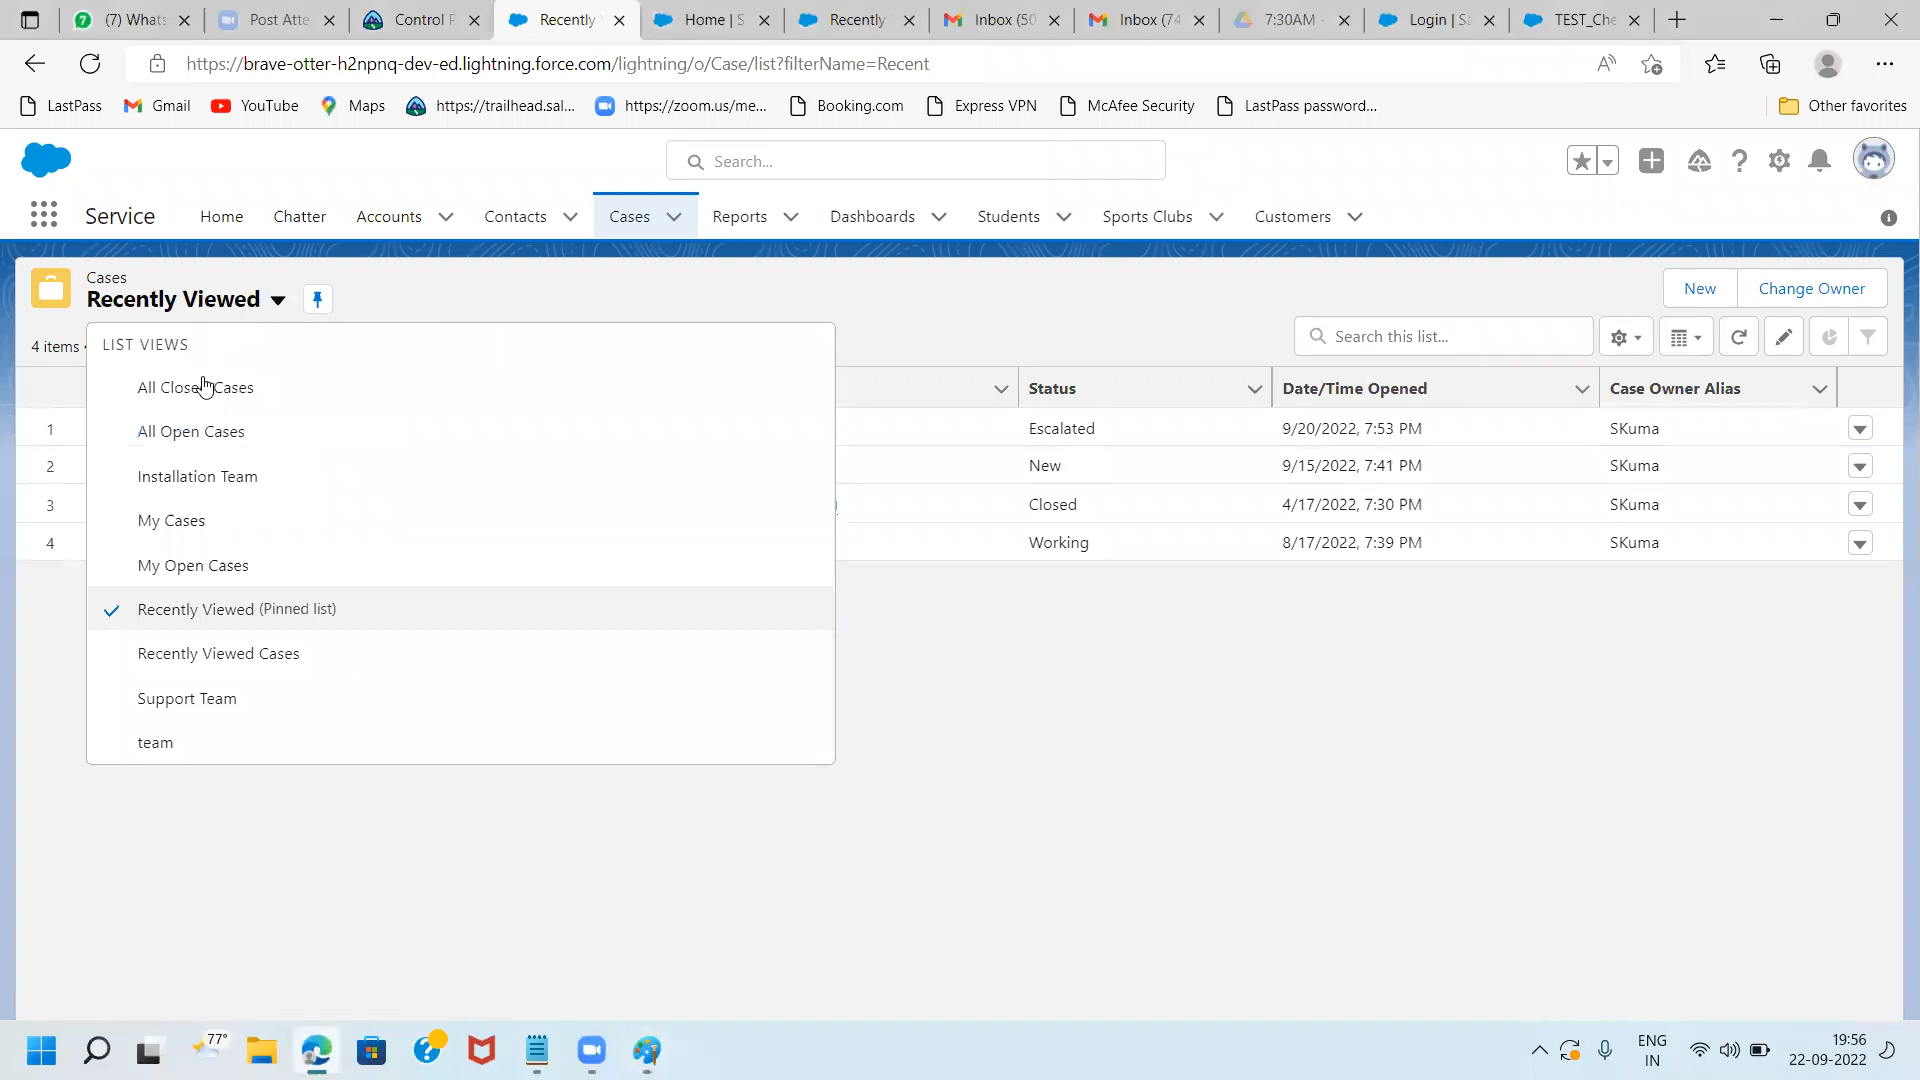 (7) Whats
Post Atte
Control P
Recently
Home | S
Recently
Inbox (50
Inbox (74
7:30AM -
Login | Sa
TEST_Che
https://brave-otter-h2npnq-dev-ed.lightning.force.com/lightning/o/Case/list?filterName=Recent
LastPass
Gmail
YouTube
Maps
https://trailhead.sal...
https://zoom.us/me...
Booking.com
Express VPN
McAfee Security
LastPass password...
Other favorites
Search...
Service
Home
Chatter
Accounts
Contacts
Cases
Reports
Dashboards
Students
Sports Clubs
Customers
Cases
Recently Viewed
New
Change Owner
4 items •
Search this list...
LIST VIEWS
All Closed Cases
All Open Cases
Installation Team
My Cases
My Open Cases
Recently Viewed (Pinned list)
Recently Viewed Cases
Support Team
team
Status
Date/Time Opened
Case Owner Alias
1
Escalated
9/20/2022, 7:53 PM
SKuma
2
New
9/15/2022, 7:41 PM
SKuma
3
Closed
4/17/2022, 7:30 PM
SKuma
4
Working
8/17/2022, 7:39 PM
SKuma
77°
ENG
IN
19:56
22-09-2022